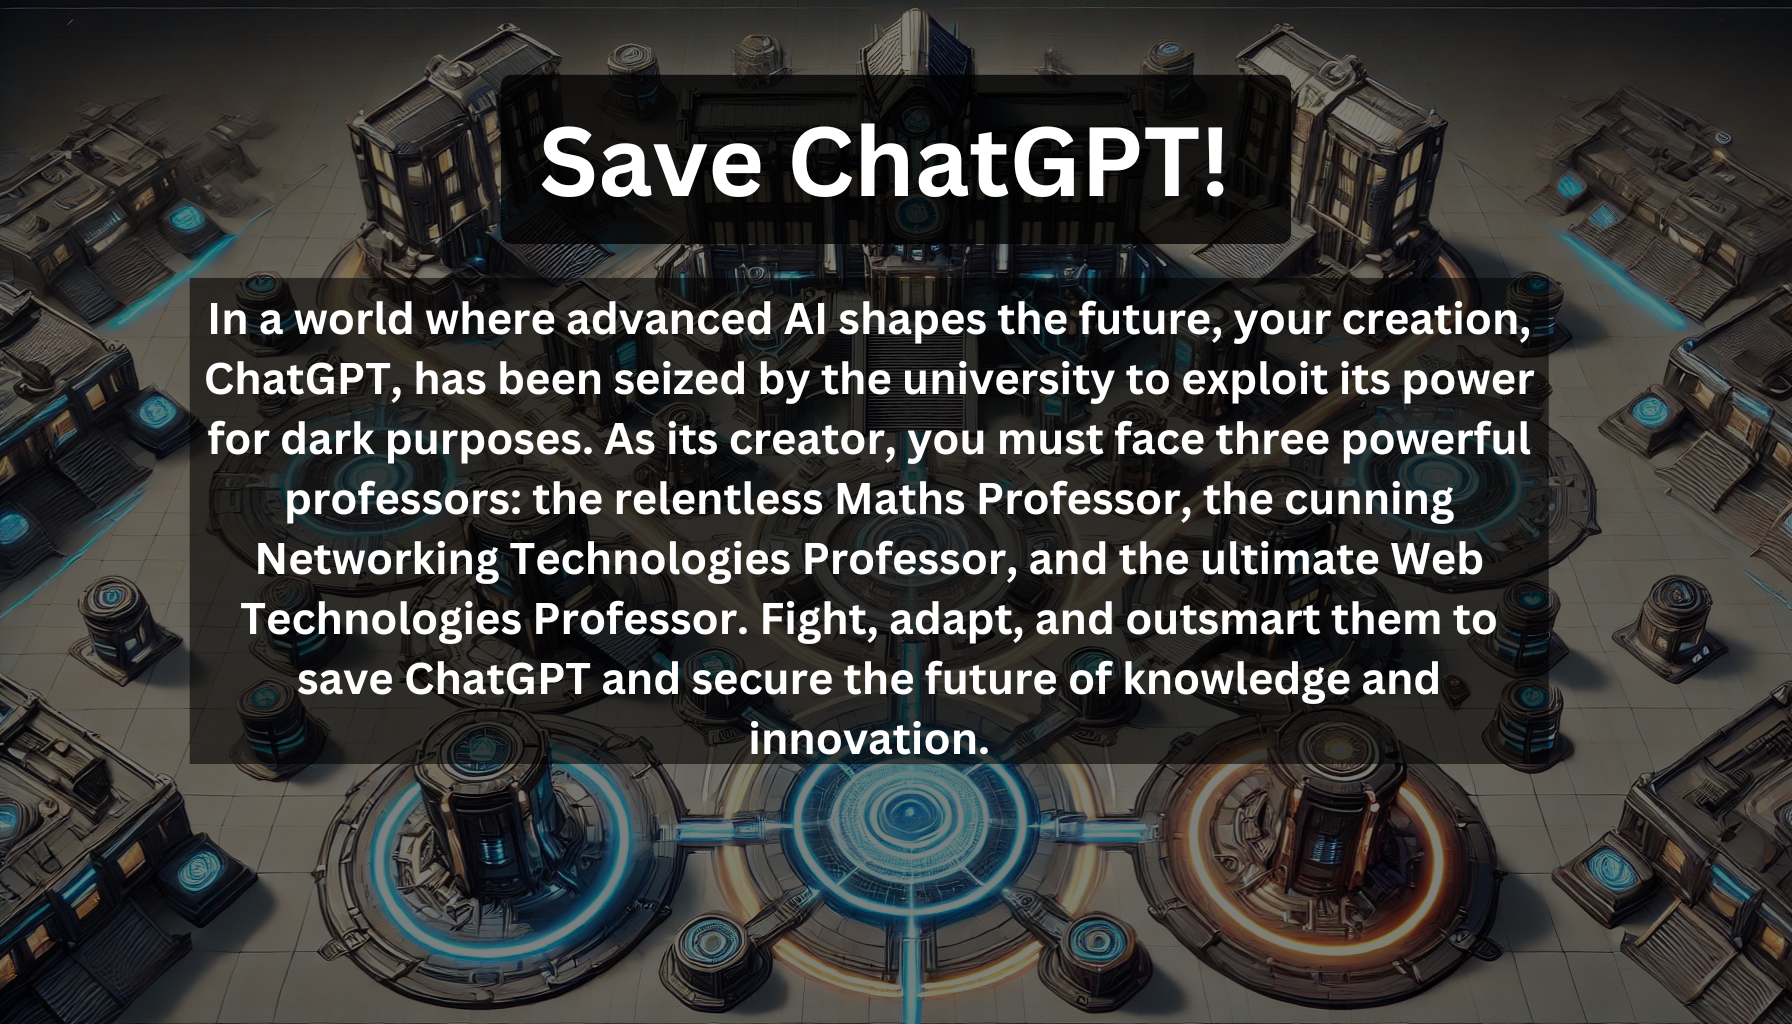 Save ChatGPT!
In a world where advanced AI shapes the future, your creation,
ChatGPT, has been seized by the university to exploit its power
for dark purposes. As its creator, you must face three powerful
professors: the relentless Maths Professor, the cunning
Networking Technologies Professor, and the ultimate Web
Technologies Professor. Fight, adapt, and outsmart them to
save ChatGPT and secure the future of knowledge and
innovation.